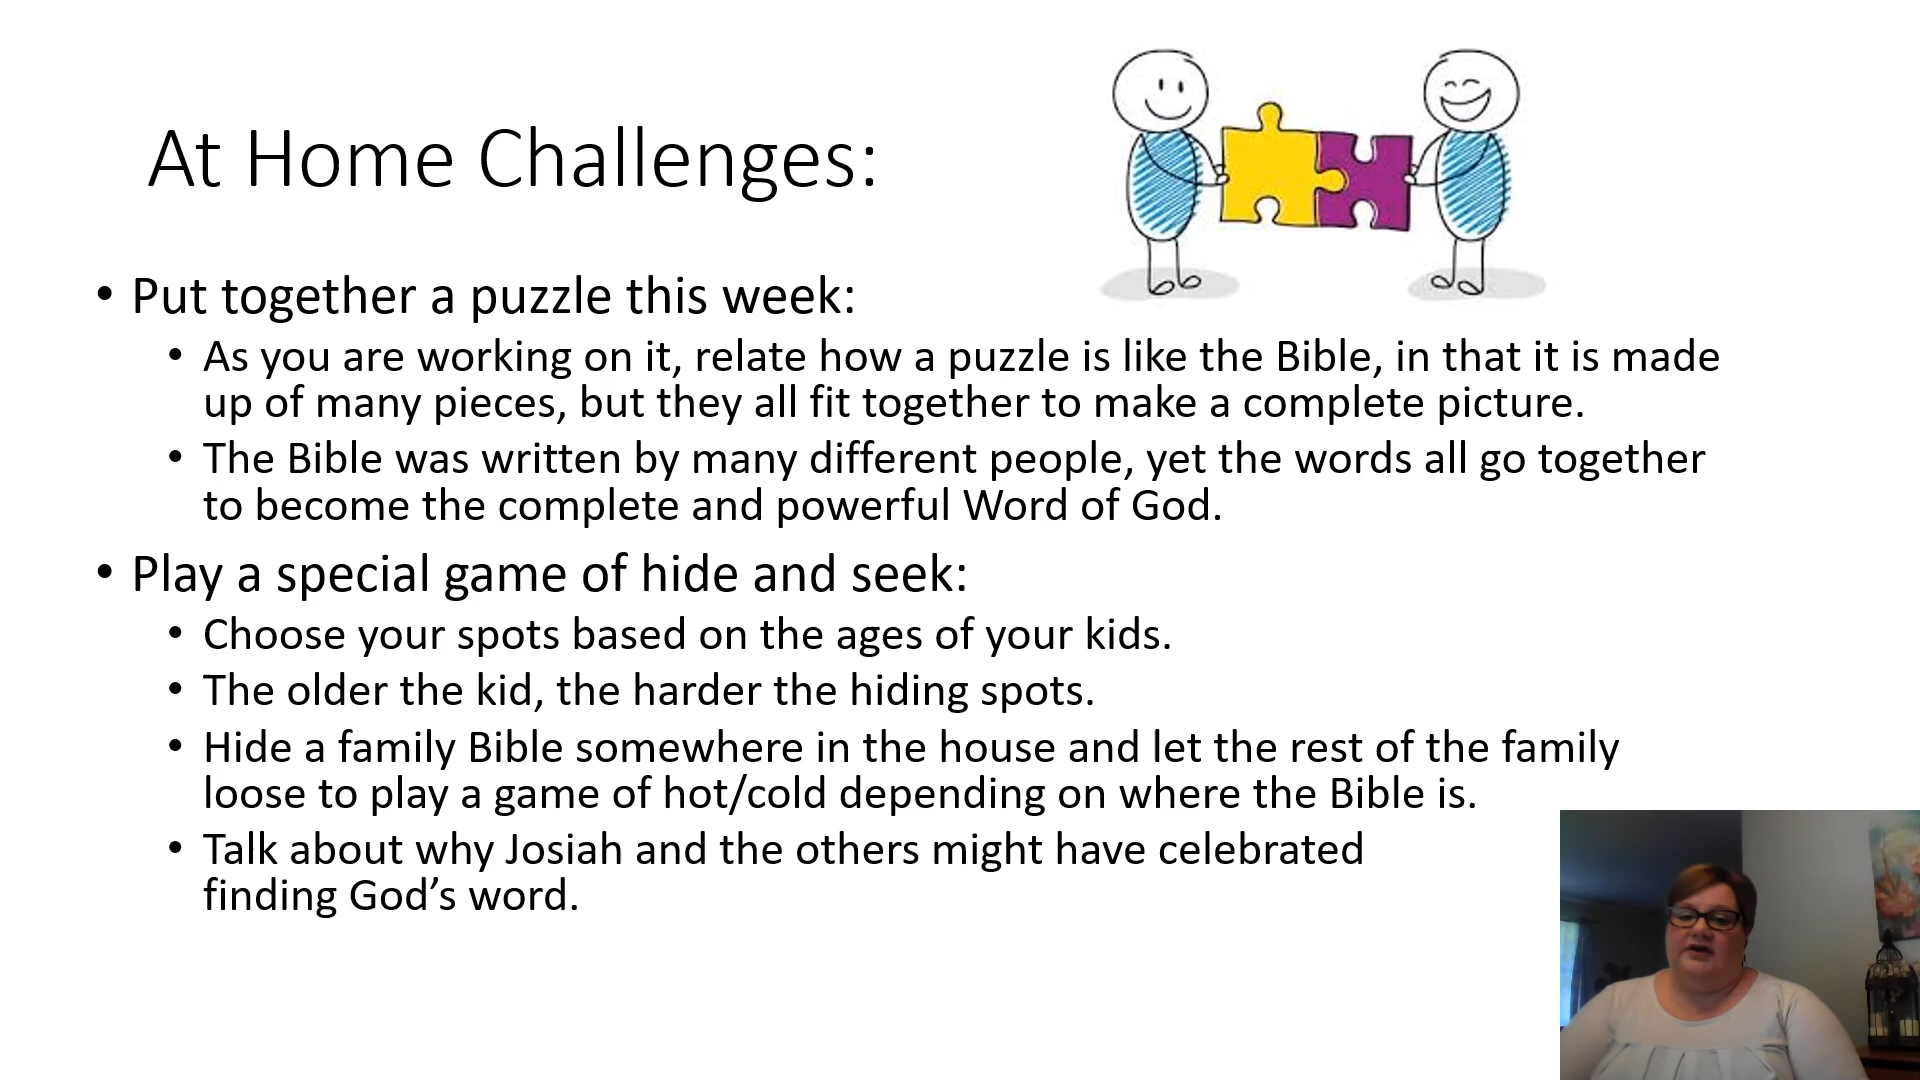 At Home Challenges:
• Put together a puzzle this week:
• As you are working on it, relate how a puzzle is like the Bible, in that it is made
up of many pieces, but they all fit together to make a complete picture.
• The Bible was written by many different people, yet the words all go together
to become the complete and powerful Word of God.
• Play a special game of hide and seek:
• Choose your spots based on the ages of your kids.
• The older the kid, the harder the hiding spots.
• Hide a family Bible somewhere in the house and let the rest of the family
loose to play a game of hot/cold depending on where the Bible is.
• Talk about why Josiah and the others might have celebrated
finding God’s word.